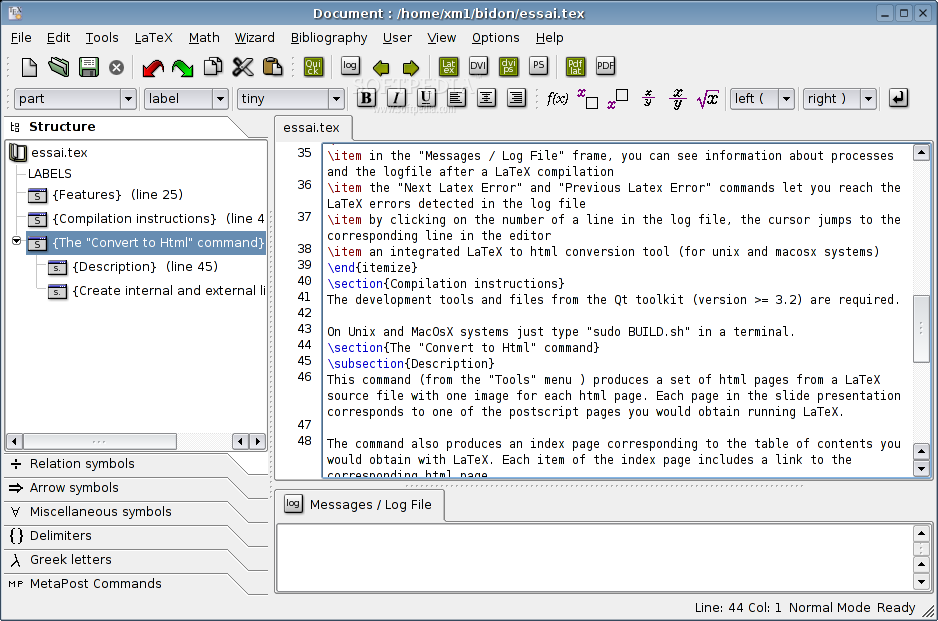 Document : /home/xm1/bidon/essai.tex
File Edit Tools LaTeX Math Wizard Bibliography User View Options Help
Quick log Latex DVI dvips PS Pdflat PDF
part label tiny B I U f(x) x x x y x y √x left ( right )
Structure
essai.tex
LABELS
{Features} (line 25)
{Compilation instructions} (line 4
{The "Convert to Html" command}
{Description} (line 45)
{Create internal and external li
Relation symbols
Arrow symbols
Miscellaneous symbols
{} Delimiters
λ Greek letters
MP MetaPost Commands
essai.tex
35 \item in the "Messages / Log File" frame, you can see information about processes
and the logfile after a LaTeX compilation
36 \item the "Next Latex Error" and "Previous Latex Error" commands let you reach the
LaTeX errors detected in the log file
37 \item by clicking on the number of a line in the log file, the cursor jumps to the
corresponding line in the editor
38 \item an integrated LaTeX to html conversion tool (for unix and macosx systems)
39 \end{itemize}
40 \section{Compilation instructions}
41 The development tools and files from the Qt toolkit (version >= 3.2) are required.
42
43 On Unix and MacOsX systems just type "sudo BUILD.sh" in a terminal.
44 \section{The "Convert to Html" command}
45 \subsection{Description}
46 This command (from the "Tools" menu ) produces a set of html pages from a LaTeX
source file with one image for each html page. Each page in the slide presentation
corresponds to one of the postscript pages you would obtain running LaTeX.
47
48 The command also produces an index page corresponding to the table of contents you
would obtain with LaTeX. Each item of the index page includes a link to the
corresponding html page
log Messages / Log File
Line: 44 Col: 1 Normal Mode Ready
SOFTPEDIA
www.softpedia.com